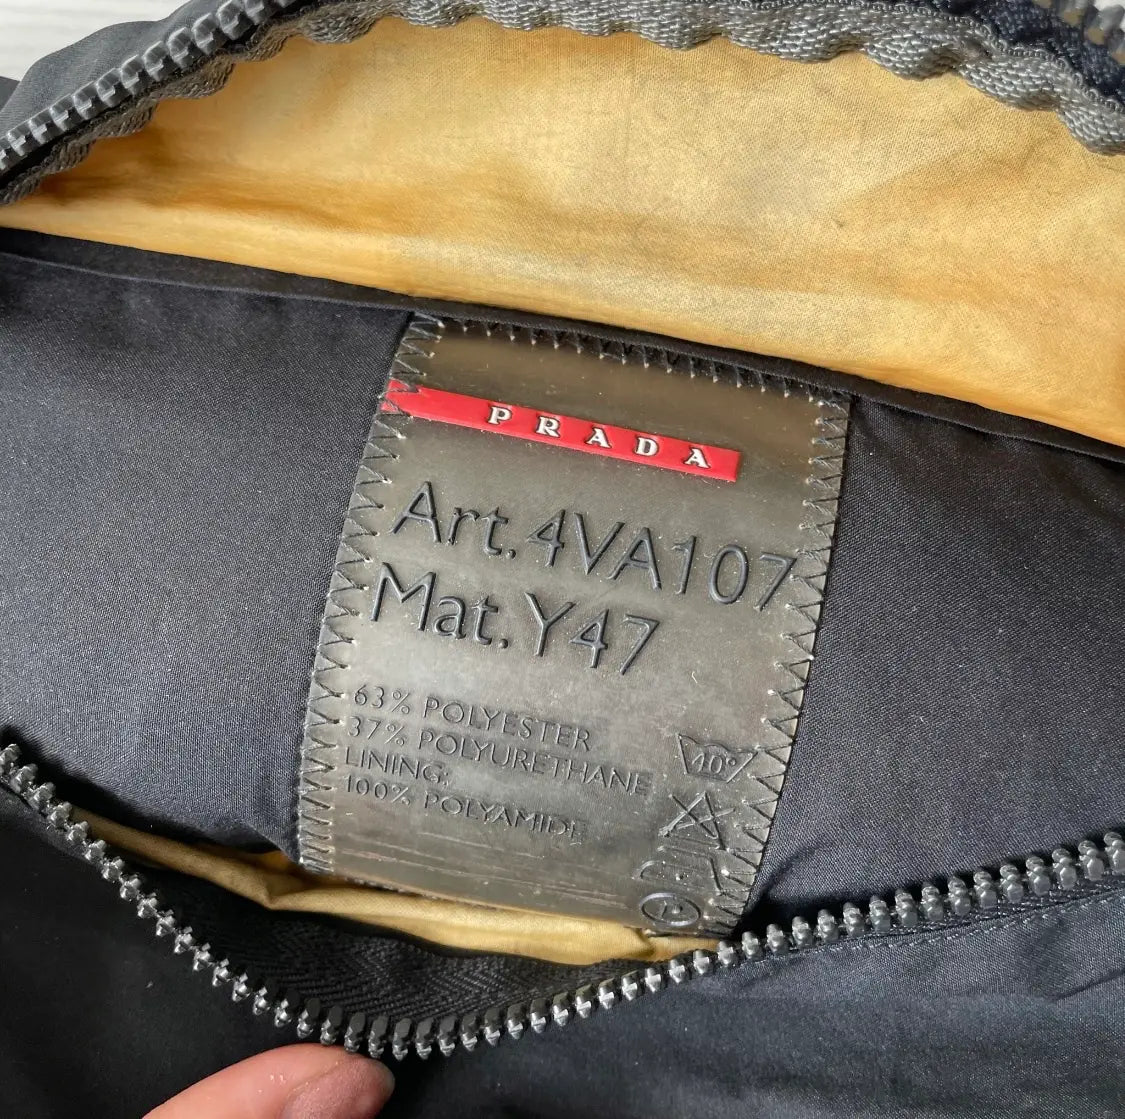 PRADA
Art. 4VA107
Mat. Y47
63% POLYESTER
37% POLYURETHANE
LINING:
100% POLYAMIDE
40°
P